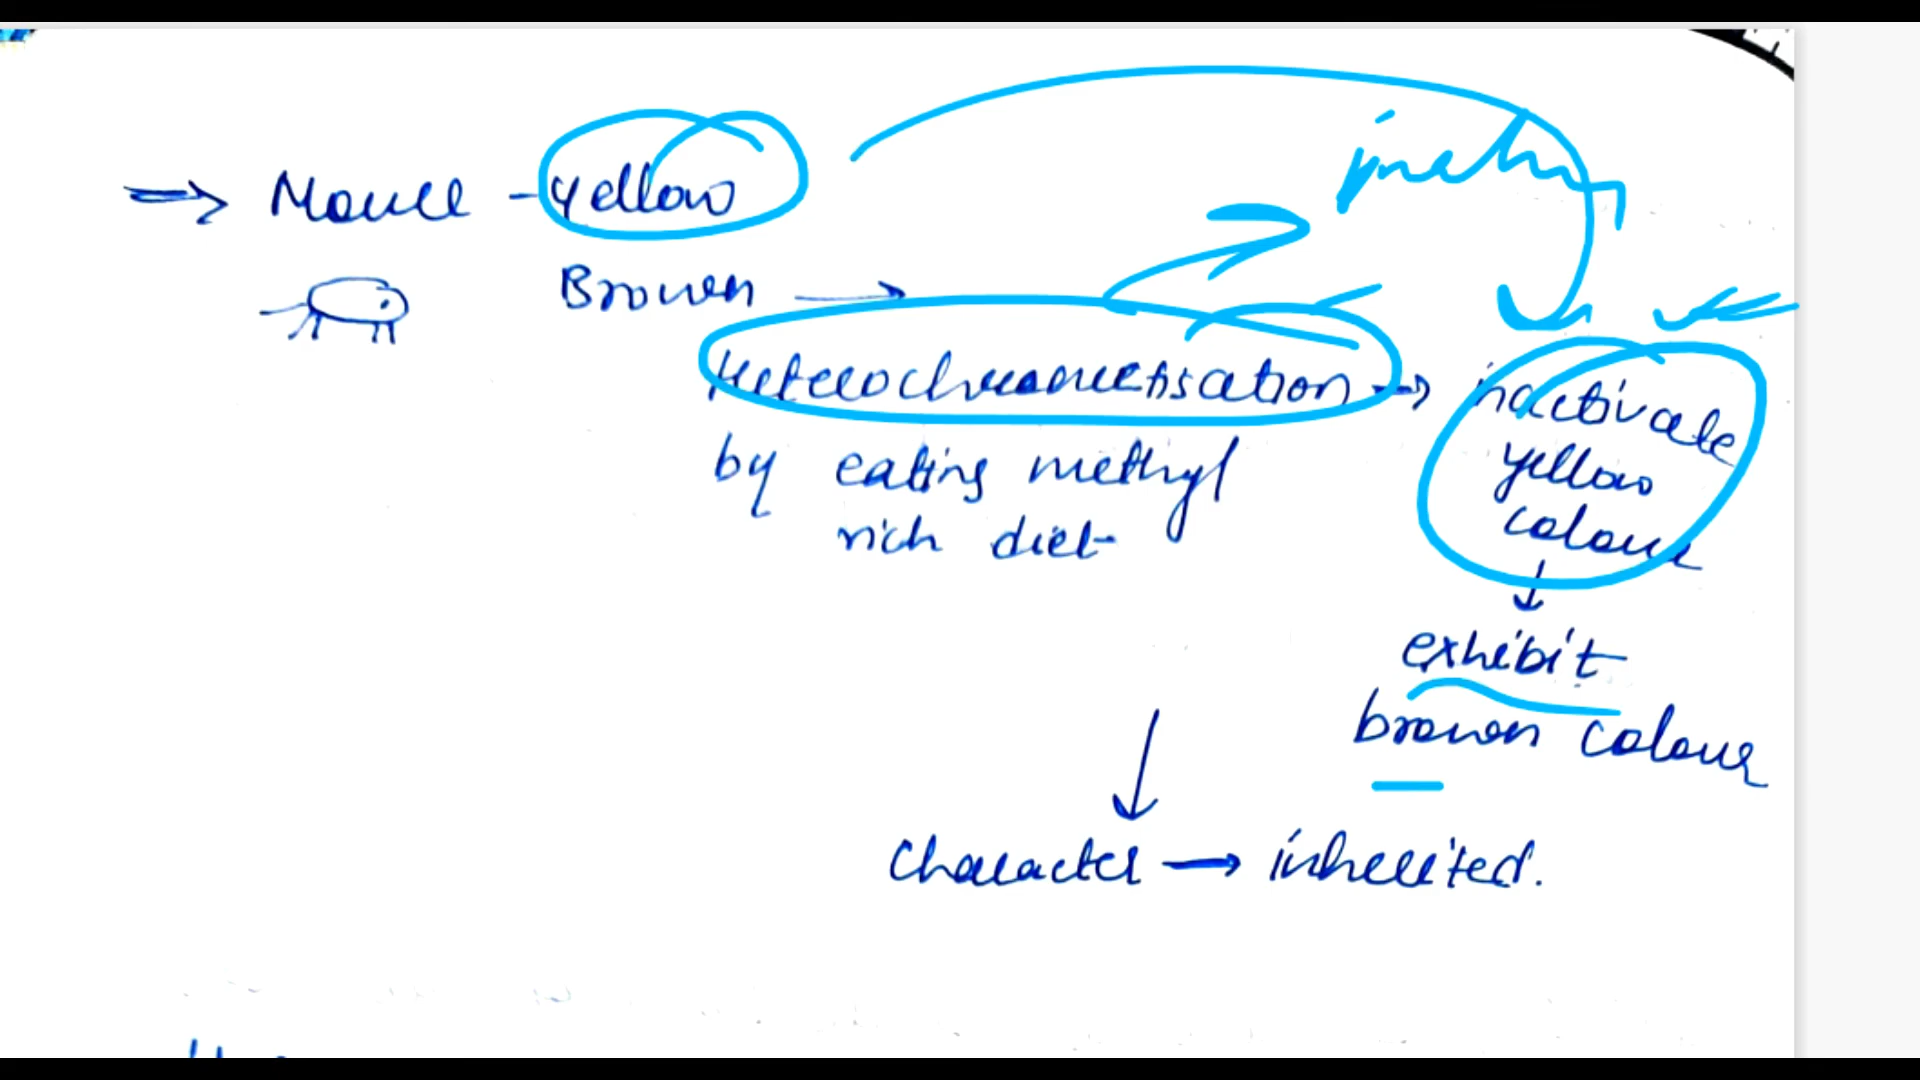 ⇒ Mouse - yellow
Brown →
Heterochromatisation → inactivate
by eating methyl yellow
rich diet colour
↓
exhibit
brown colour
↓
Character → inherited.